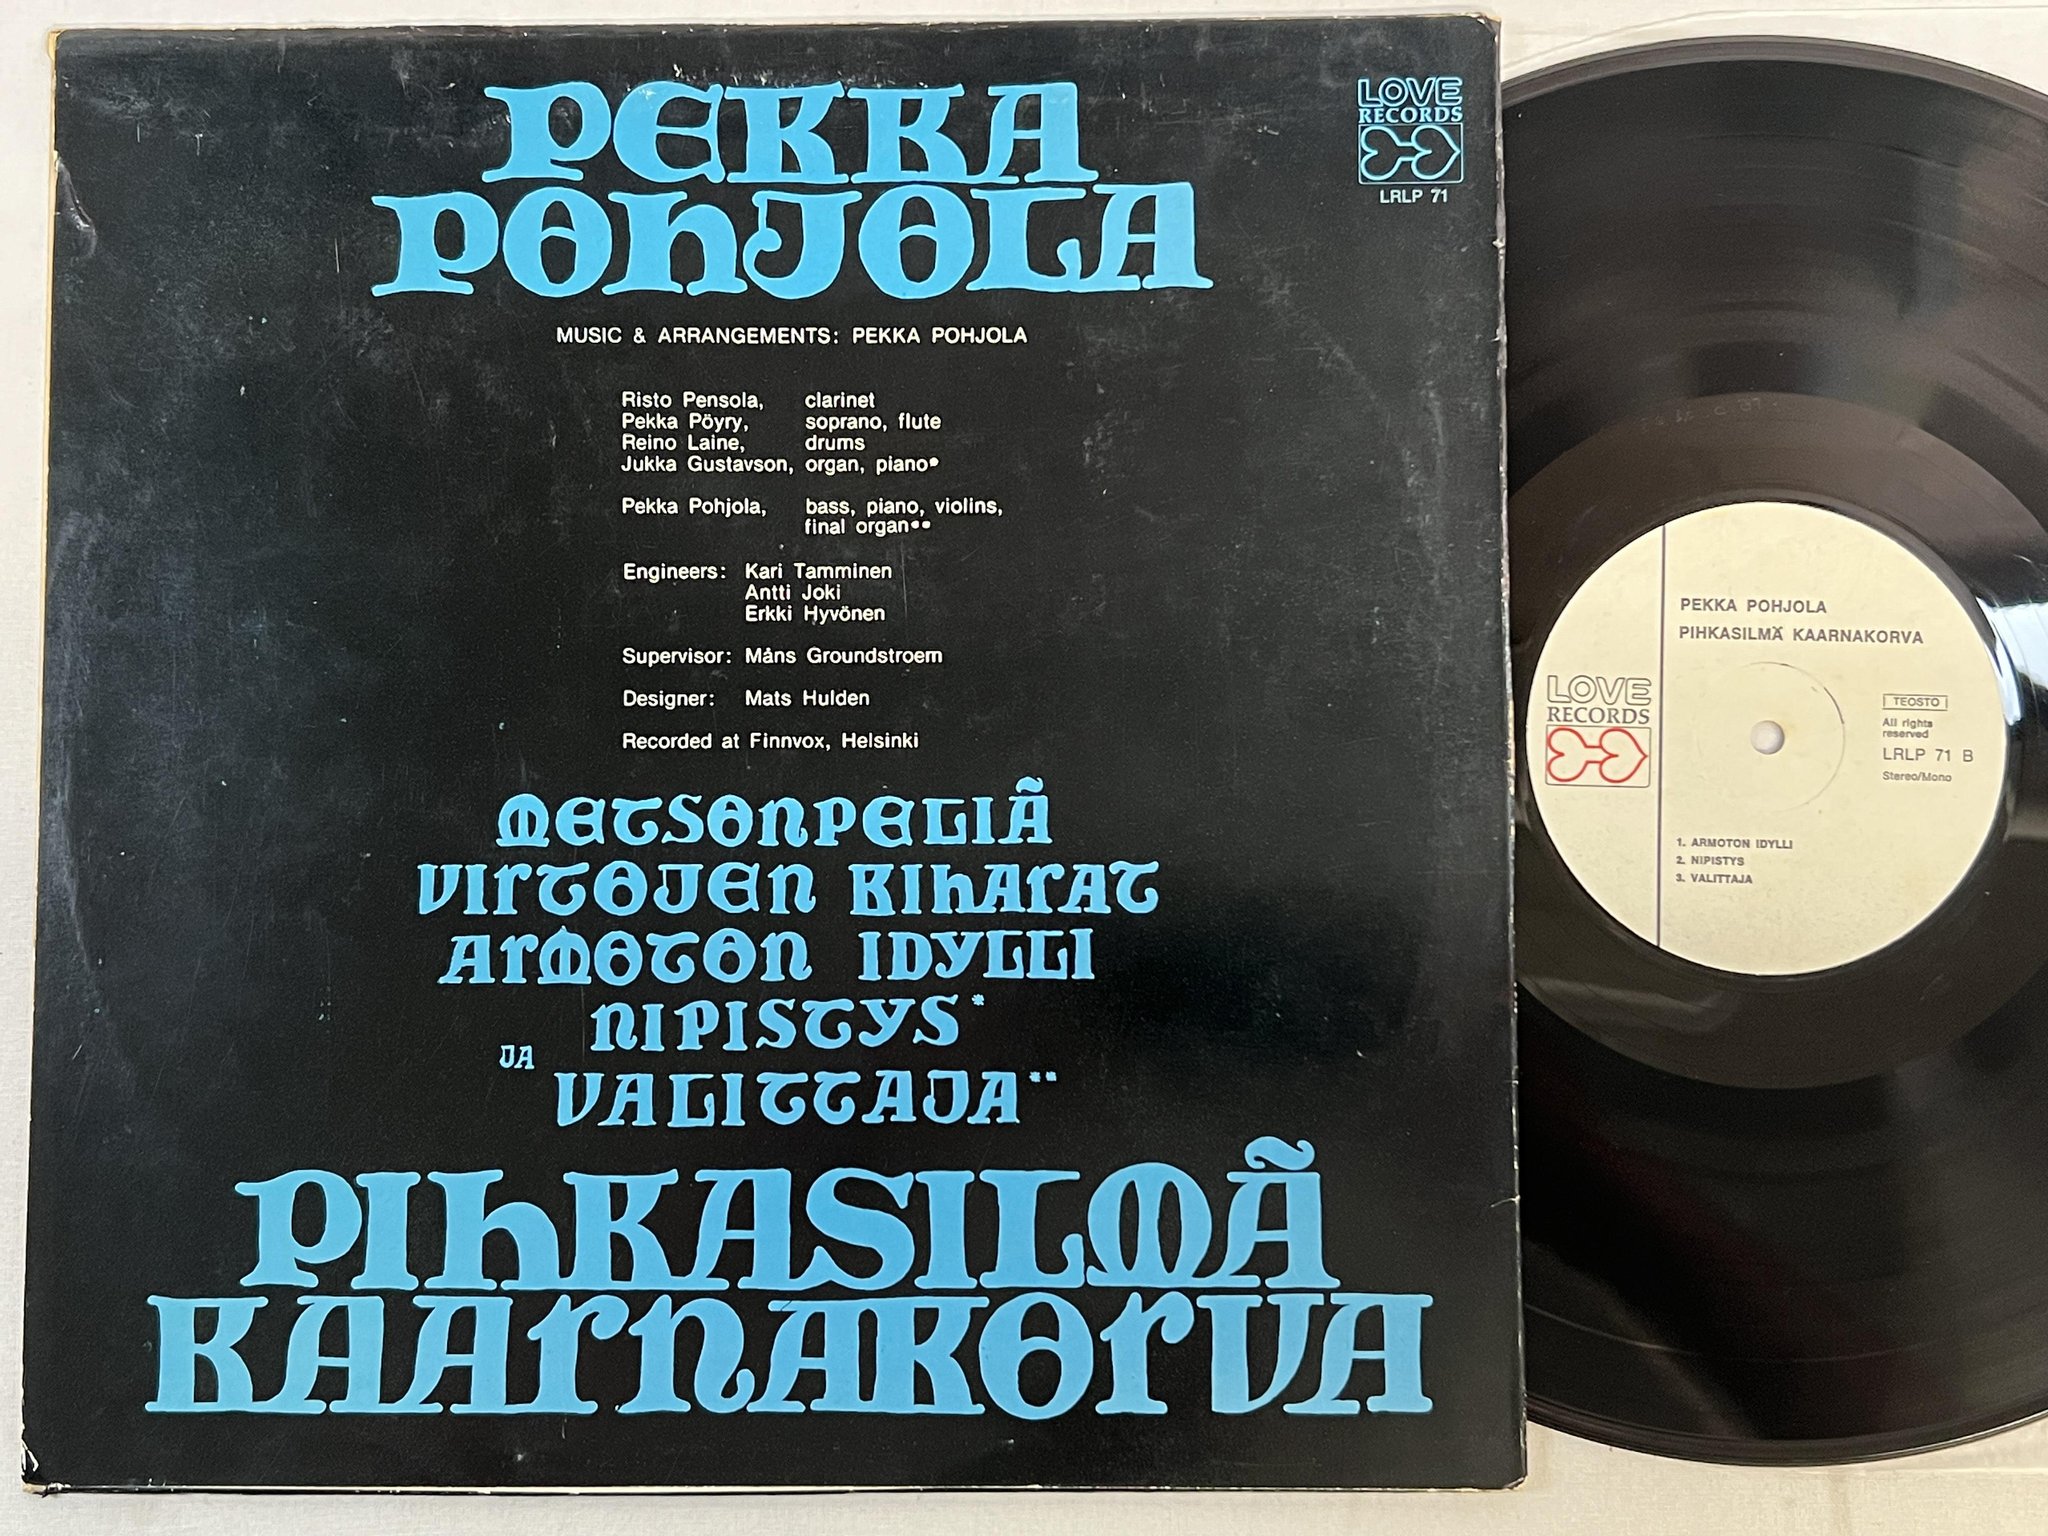 PEKKA
POHJOLA
LOVE
RECORDS
LRLP 71
MUSIC & ARRANGEMENTS: PEKKA POHJOLA
Risto Pensola, clarinet
Pekka Pöyry, soprano, flute
Reino Laine, drums
Jukka Gustavson, organ, piano*
Pekka Pohjola, bass, piano, violins,
final organ**
Engineers: Kari Tamminen
Antti Joki
Erkki Hyvönen
Supervisor: Måns Groundstroem
Designer: Mats Hulden
Recorded at Finnvox, Helsinki
METSONPELIÄ
VIRTOJEN KIHARAT
ARMOTON IDYLLI
NIPISTYS*
JA VALITTAJA**
PIHKASILMÄ
KAARNAKORVA
PEKKA POHJOLA
PIHKASILMÄ KAARNAKORVA
LOVE
RECORDS
TEOSTO
All rights
reserved
LRLP 71 B
Stereo/Mono
1. ARMOTON IDYLLI
2. NIPISTYS
3. VALITTAJA